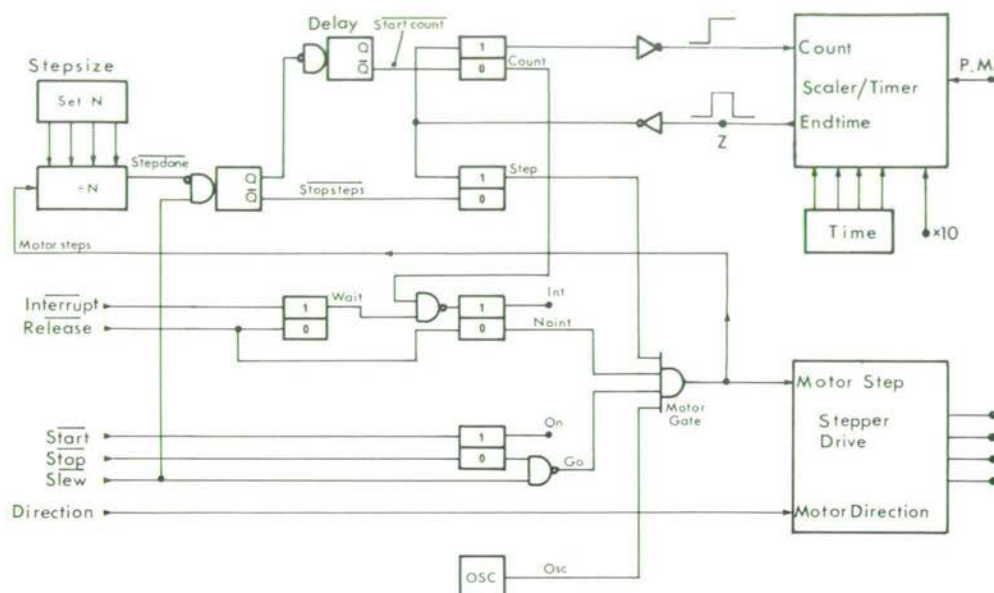 Delay
Start count
Stepsize
Set N
÷N
Stepdone
Q
Q
Q
Q
Stopsteps
1
0
Count
1
0
Step
Count
Scaler/Timer
Endtime
P.M.
Z
Time
×10
Motor steps
Interrupt
Release
1
0
Wait
1
0
Int
Noint
Motor
Gate
Start
Stop
Slew
Direction
1
0
On
Go
OSC
Osc
Motor Step
Stepper
Drive
Motor Direction